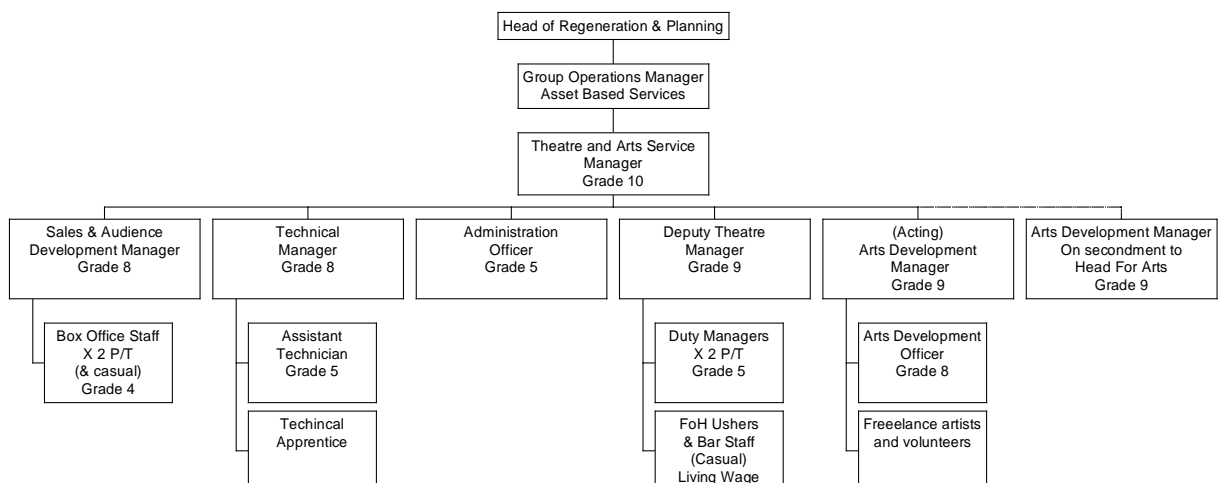 Head of Regeneration & Planning
Group Operations Manager
Asset Based Services
Theatre and Arts Service
Manager
Grade 10
Sales & Audience
Development Manager
Grade 8
Technical
Manager
Grade 8
Administration
Officer
Grade 5
Deputy Theatre
Manager
Grade 9
(Acting)
Arts Development
Manager
Grade 9
Arts Development Manager
On secondment to
Head For Arts
Grade 9
Box Office Staff
X 2 P/T
(& casual)
Grade 4
Assistant
Technician
Grade 5
Duty Managers
X 2 P/T
Grade 5
Arts Development
Officer
Grade 8
Techincal
Apprentice
FoH Ushers
& Bar Staff
(Casual)
Living Wage
Freeelance artists
and volunteers